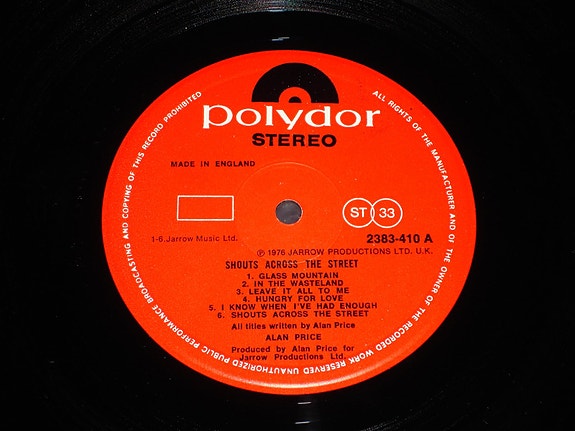 polydor
STEREO
MADE IN ENGLAND
ST 33
1-6. Jarrow Music Ltd.
2383-410 A
℗ 1976 JARROW PRODUCTIONS LTD. U.K.
SHOUTS ACROSS THE STREET
1. GLASS MOUNTAIN
2. IN THE WASTELAND
3. LEAVE IT ALL TO ME
4. HUNGRY FOR LOVE
5. I KNOW WHEN I'VE HAD ENOUGH
6. SHOUTS ACROSS THE STREET
All titles written by Alan Price
ALAN PRICE
Produced by Alan Price for
Jarrow Productions Ltd.
ALL RIGHTS OF THE MANUFACTURER AND OF THE OWNER OF THE RECORDED WORK RESERVED UNAUTHORIZED PUBLIC PERFORMANCE BROADCASTING AND COPYING OF THIS RECORD PROHIBITED